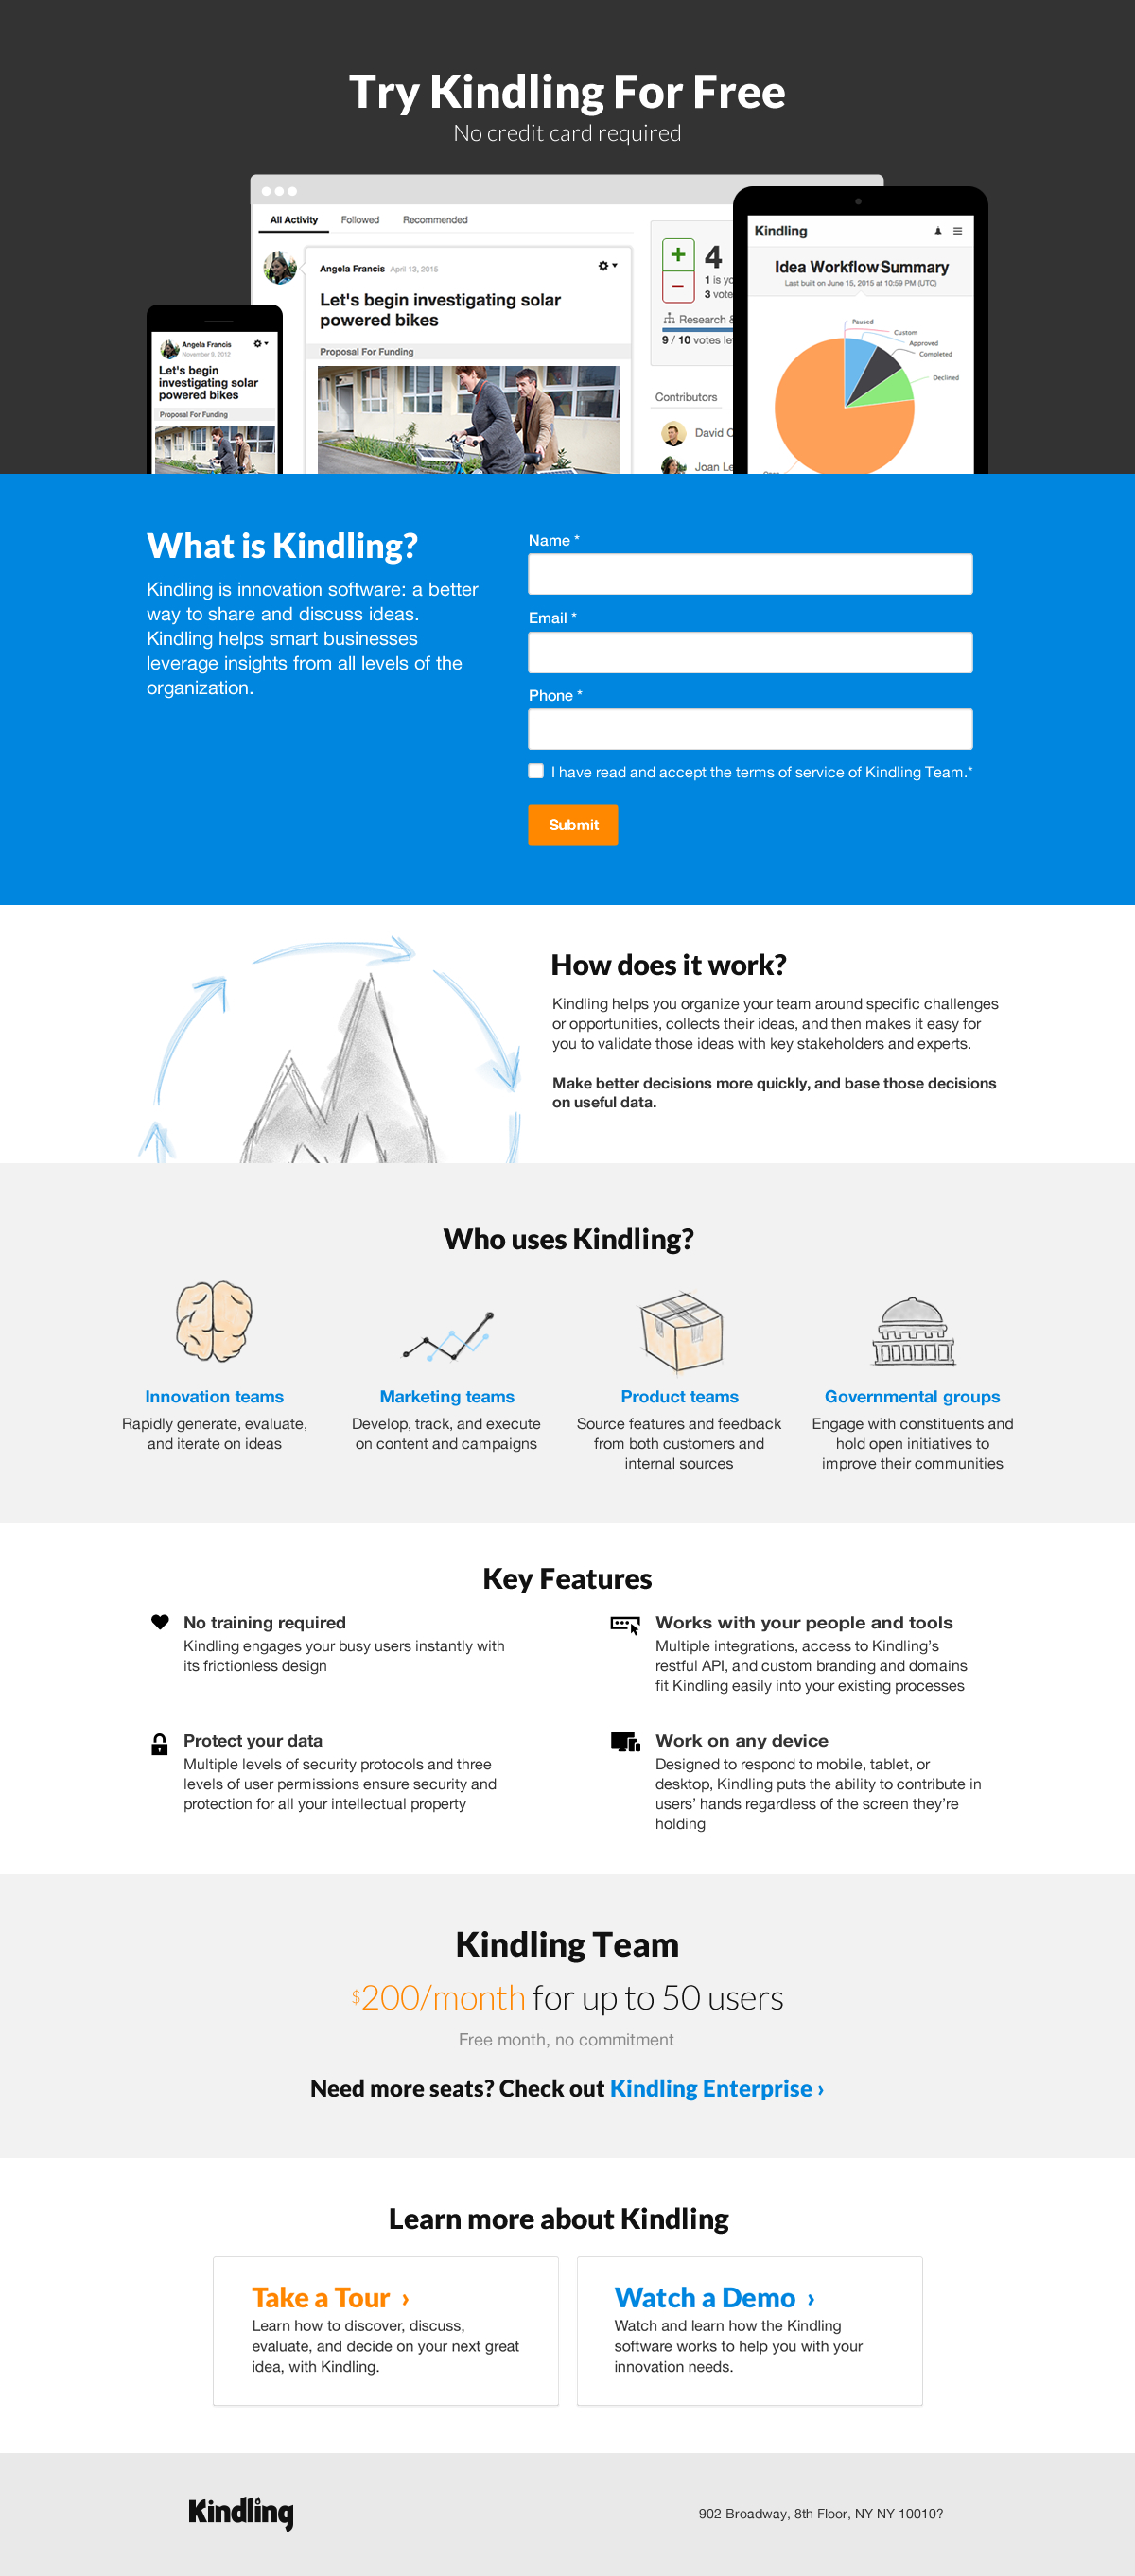 Try Kindling For Free
No credit card required
All Activity Followed Recommended
Angela Francis April 13, 2015
Let's begin investigating solar
powered bikes
Proposal For Funding
4
1 is
3 vote
Research &
9 / 10 votes
Contributors
David
Joan
Kindling
Idea Workflow Summary
Last built on June 15, 2015 at 10:59 PM (UTC)
Paused
Custom
Approved
Completed
Declined
Angela Francis
November 9, 2012
Let's begin
investigating solar
powered bikes
Proposal For Funding
What is Kindling?
Kindling is innovation software: a better
way to share and discuss ideas.
Kindling helps smart businesses
leverage insights from all levels of the
organization.
Name *
Email *
Phone *
I have read and accept the terms of service of Kindling Team.*
Submit
How does it work?
Kindling helps you organize your team around specific challenges
or opportunities, collects their ideas, and then makes it easy for
you to validate those ideas with key stakeholders and experts.
Make better decisions more quickly, and base those decisions
on useful data.
Who uses Kindling?
Innovation teams
Rapidly generate, evaluate,
and iterate on ideas
Marketing teams
Develop, track, and execute
on content and campaigns
Product teams
Source features and feedback
from both customers and
internal sources
Governmental groups
Engage with constituents and
hold open initiatives to
improve their communities
Key Features
No training required
Kindling engages your busy users instantly with
its frictionless design
Works with your people and tools
Multiple integrations, access to Kindling’s
restful API, and custom branding and domains
fit Kindling easily into your existing processes
Protect your data
Multiple levels of security protocols and three
levels of user permissions ensure security and
protection for all your intellectual property
Work on any device
Designed to respond to mobile, tablet, or
desktop, Kindling puts the ability to contribute in
users’ hands regardless of the screen they’re
holding
Kindling Team
$200/month for up to 50 users
Free month, no commitment
Need more seats? Check out Kindling Enterprise ›
Learn more about Kindling
Take a Tour ›
Learn how to discover, discuss,
evaluate, and decide on your next great
idea, with Kindling.
Watch a Demo ›
Watch and learn how the Kindling
software works to help you with your
innovation needs.
Kindling
902 Broadway, 8th Floor, NY NY 10010?